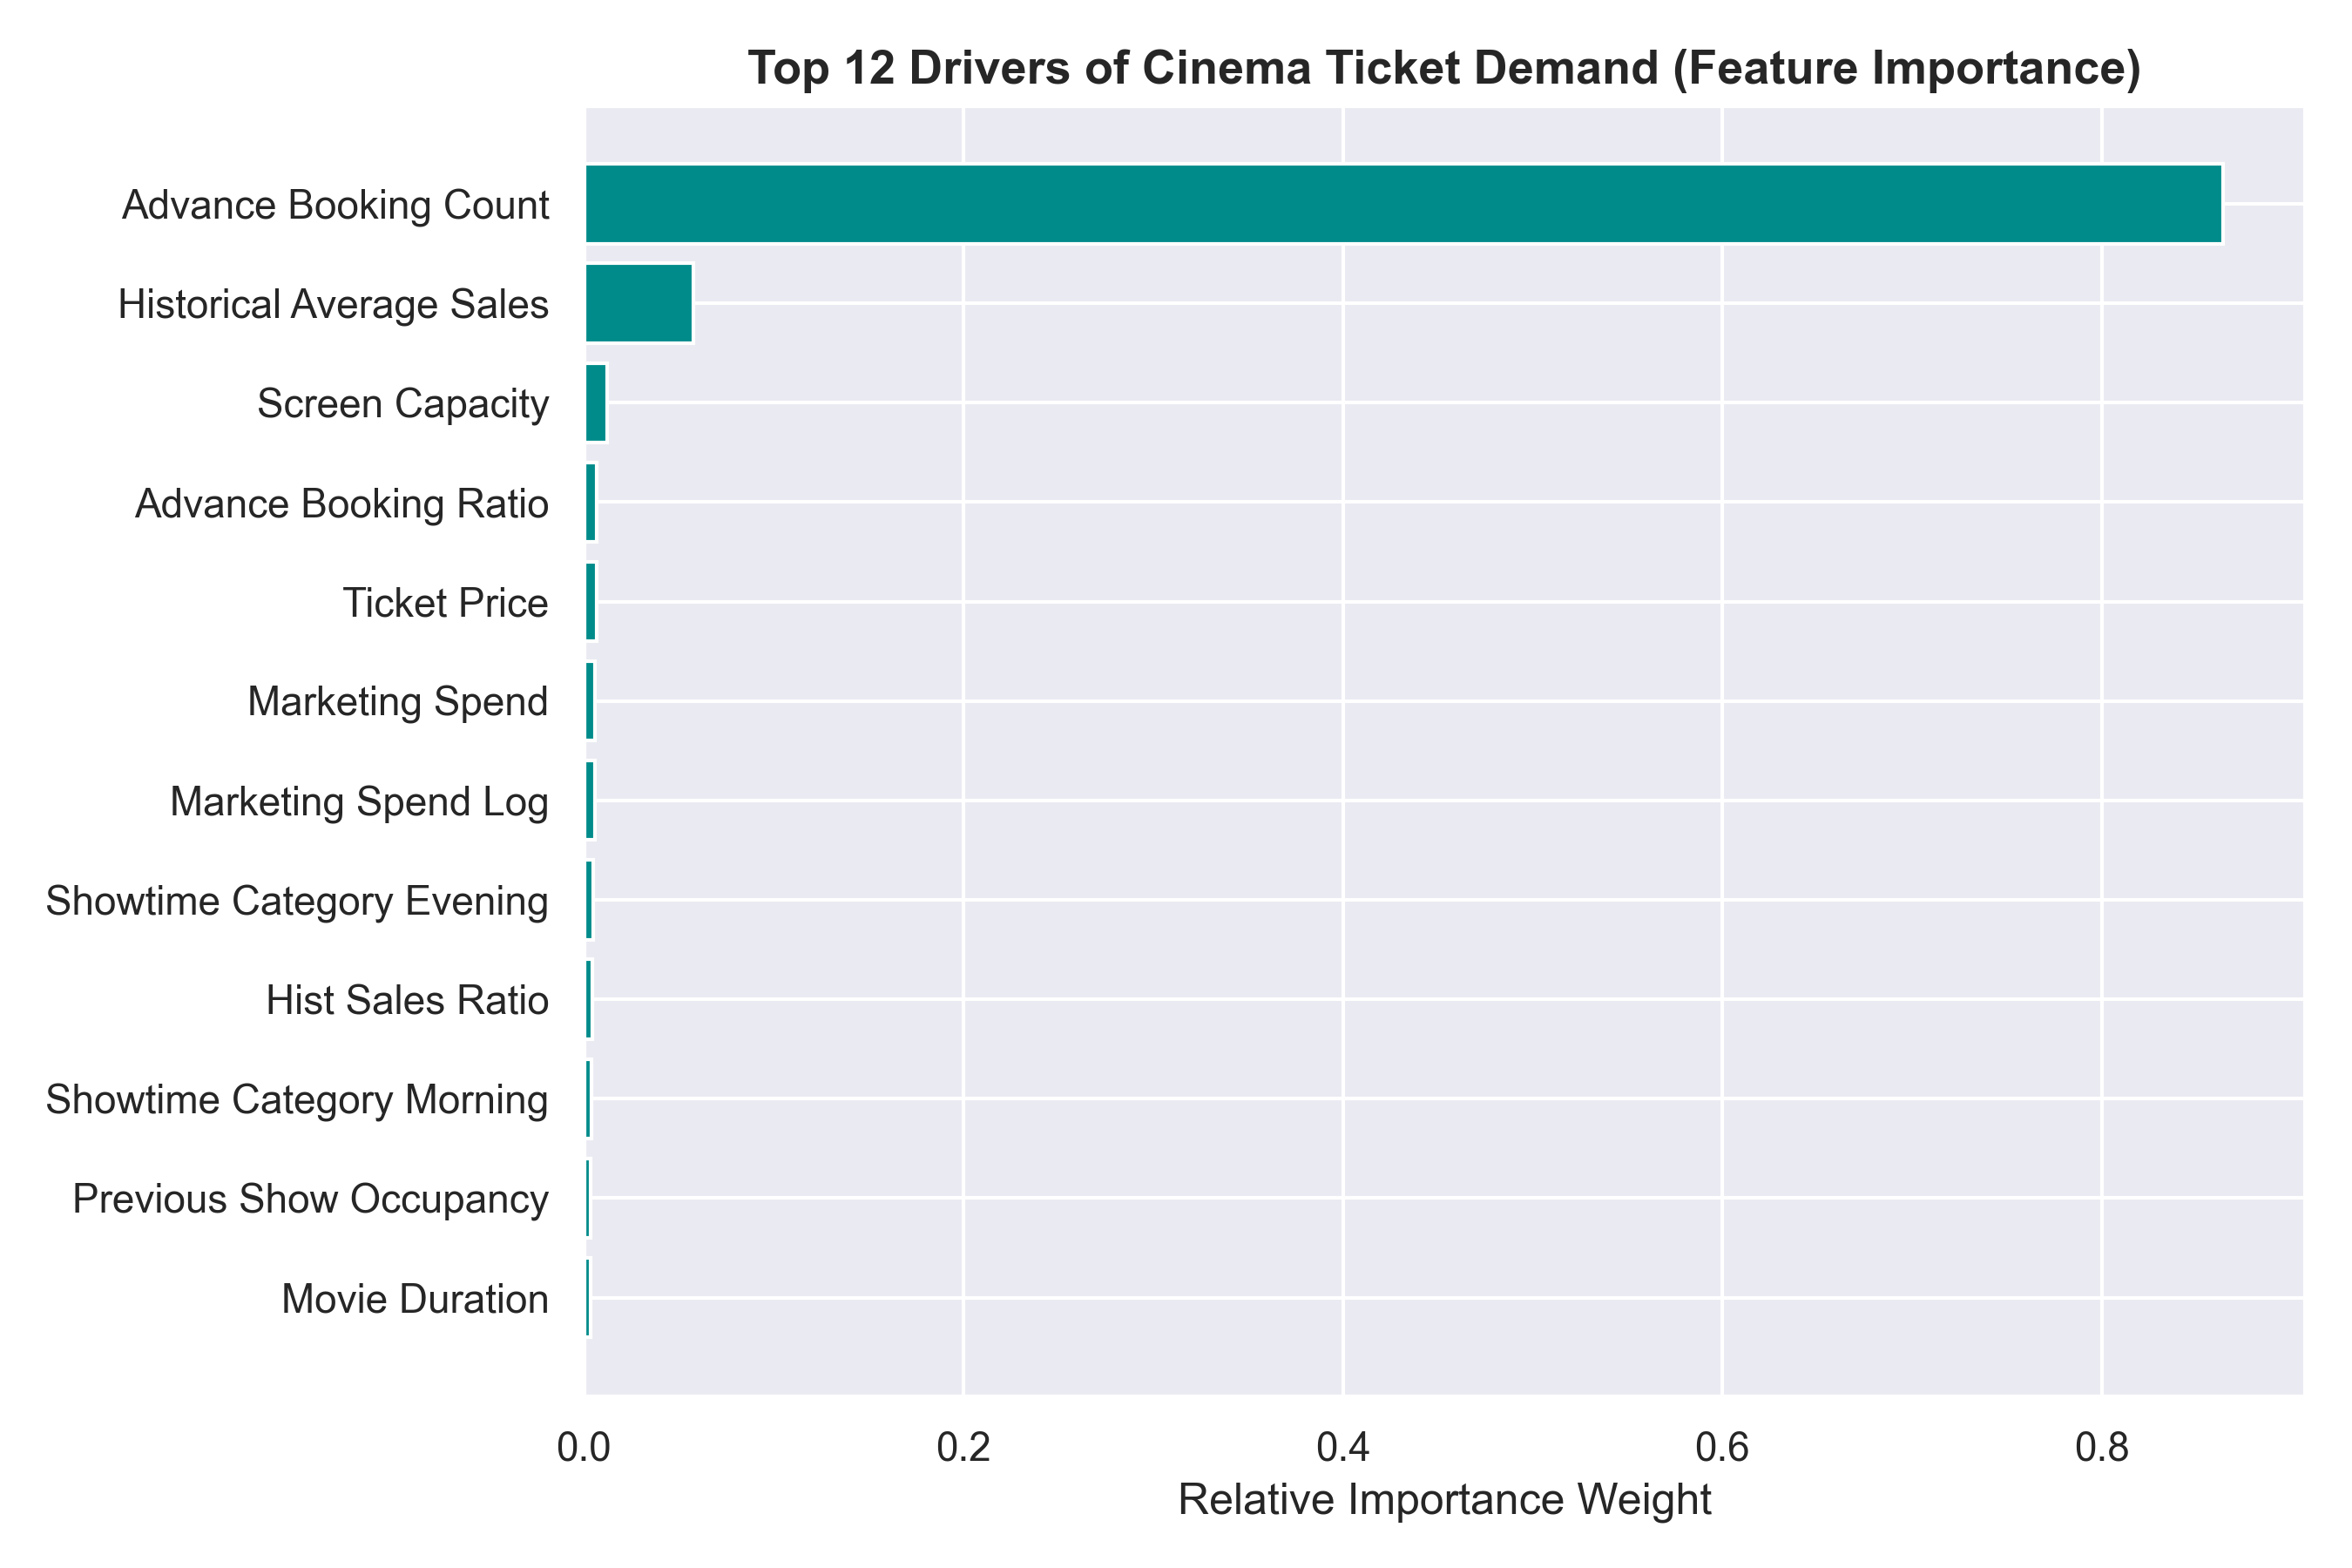 Top 12 Drivers of Cinema Ticket Demand (Feature Importance)
Advance Booking Count
Historical Average Sales
Screen Capacity
Advance Booking Ratio
Ticket Price
Marketing Spend
Marketing Spend Log
Showtime Category Evening
Hist Sales Ratio
Showtime Category Morning
Previous Show Occupancy
Movie Duration
0.0 0.2 0.4 0.6 0.8
Relative Importance Weight